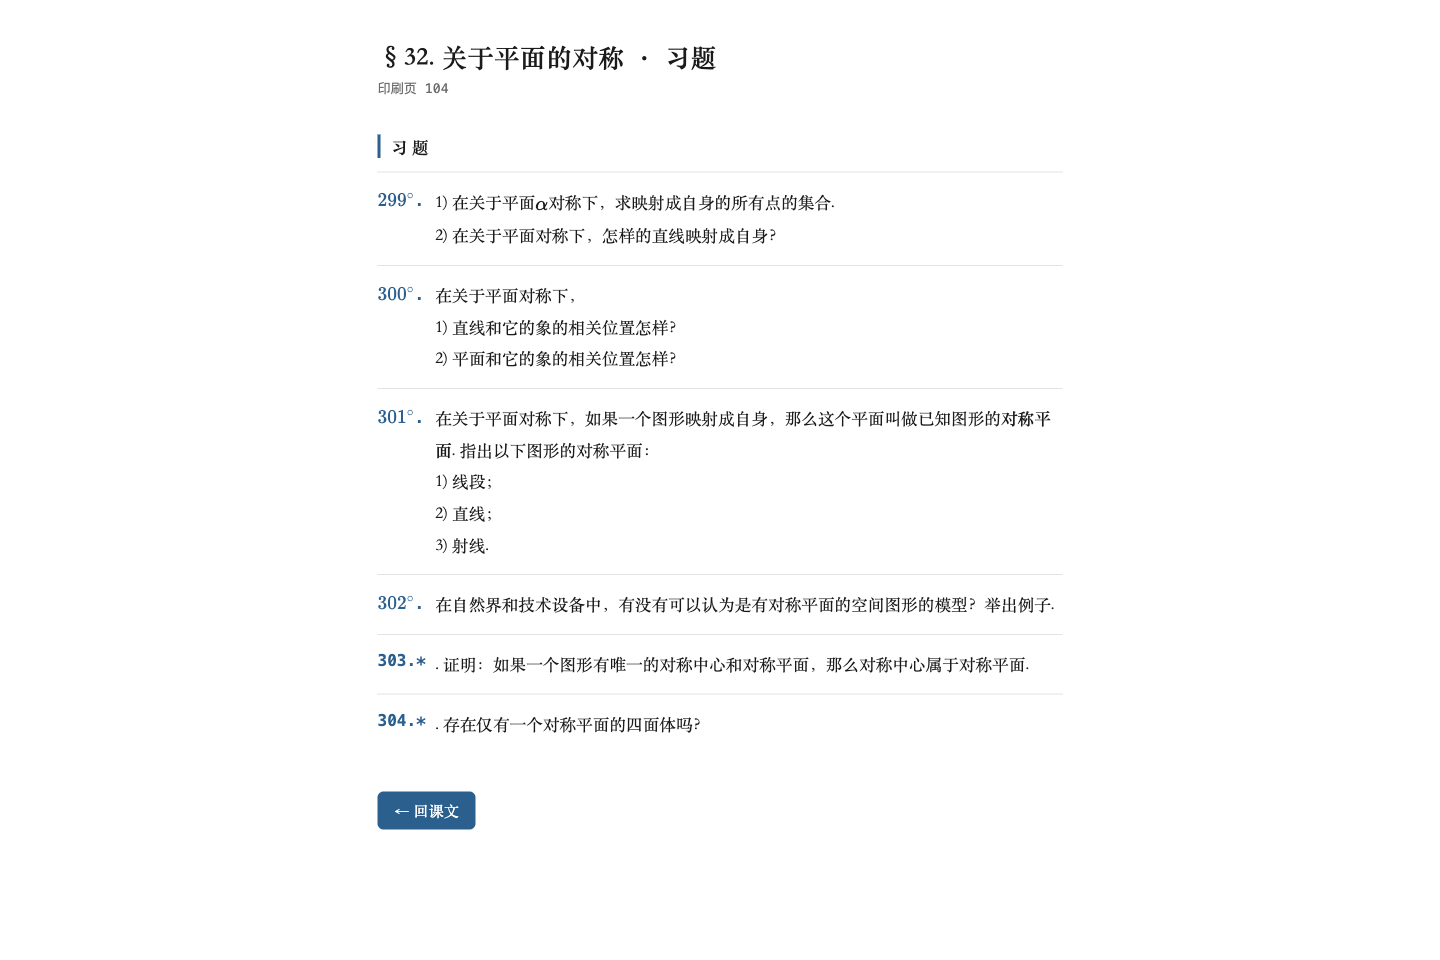 § 32. 关于平面的对称 · 习题
印刷页 104
习 题
299°. 1) 在关于平面α对称下，求映射成自身的所有点的集合.
2) 在关于平面对称下，怎样的直线映射成自身?
300°. 在关于平面对称下，
1) 直线和它的象的相关位置怎样?
2) 平面和它的象的相关位置怎样?
301°. 在关于平面对称下，如果一个图形映射成自身，那么这个平面叫做已知图形的对称平
面. 指出以下图形的对称平面：
1) 线段；
2) 直线；
3) 射线.
302°. 在自然界和技术设备中，有没有可以认为是有对称平面的空间图形的模型? 举出例子.
303.* . 证明：如果一个图形有唯一的对称中心和对称平面，那么对称中心属于对称平面.
304.* . 存在仅有一个对称平面的四面体吗?
← 回课文